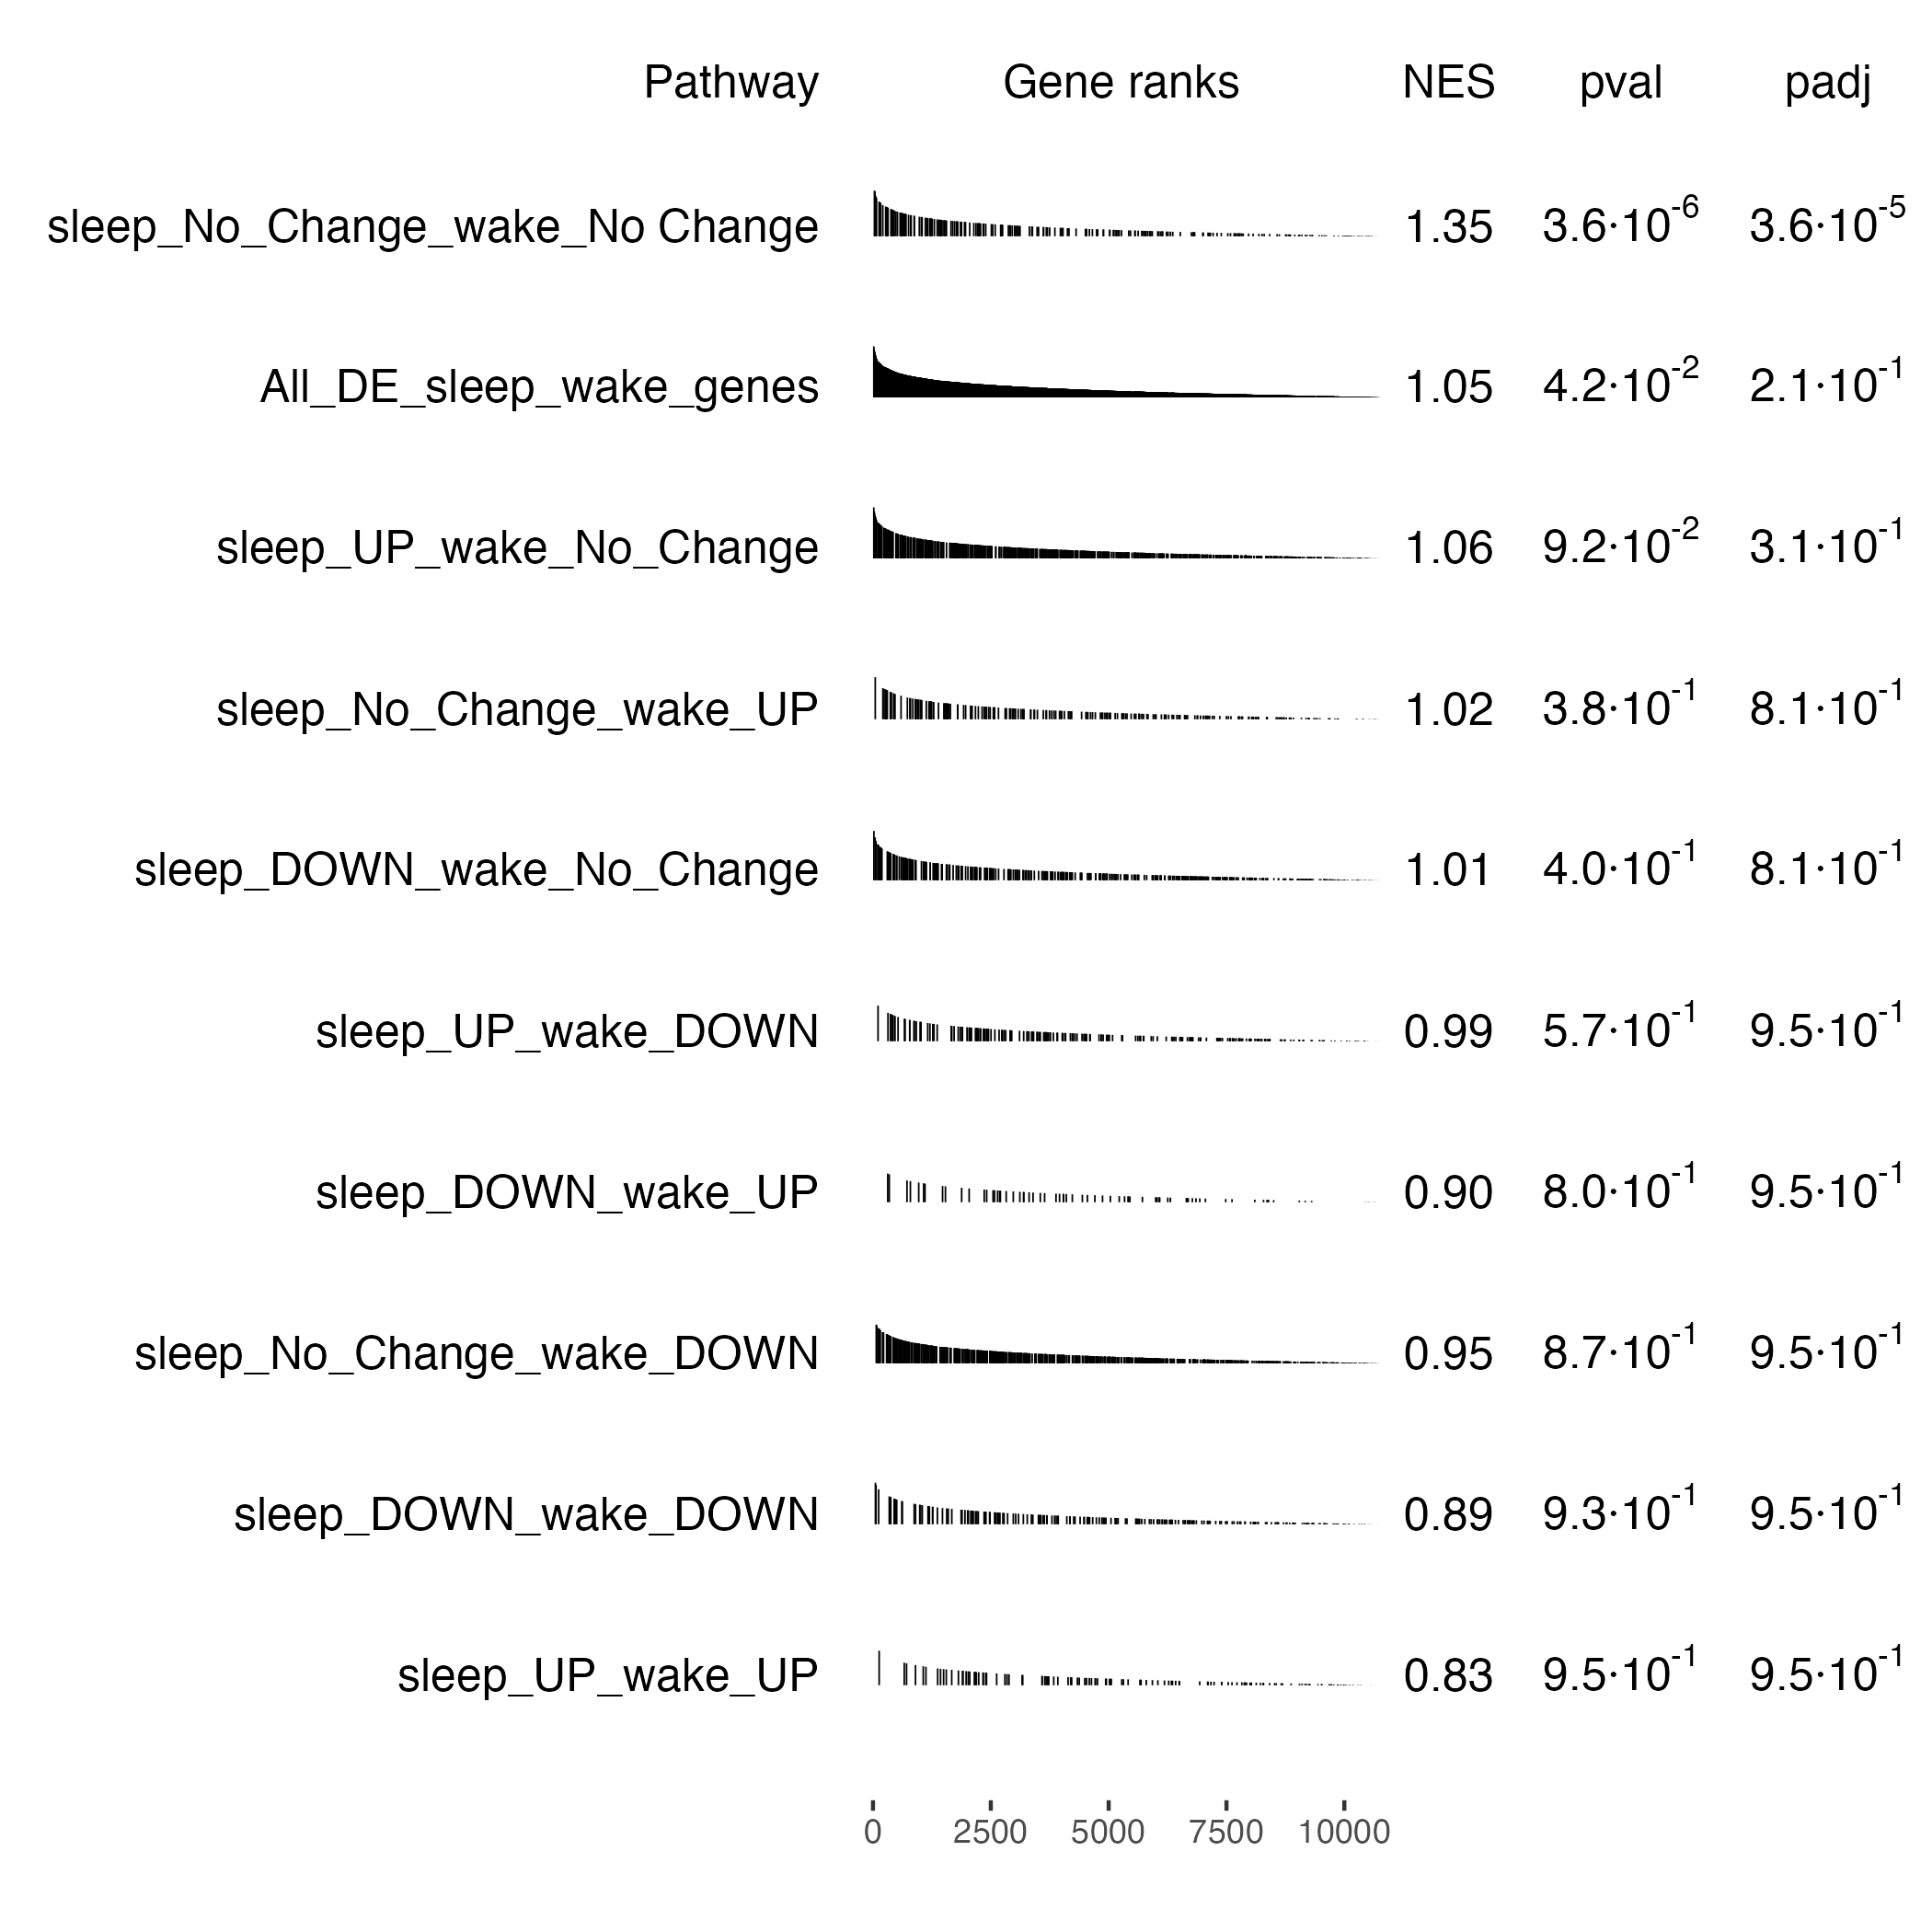 Pathway Gene ranks NES pval padj
sleep_No_Change_wake_No Change 1.35 3.6·10⁻⁶ 3.6·10⁻⁵
All_DE_sleep_wake_genes 1.05 4.2·10⁻² 2.1·10⁻¹
sleep_UP_wake_No_Change 1.06 9.2·10⁻² 3.1·10⁻¹
sleep_No_Change_wake_UP 1.02 3.8·10⁻¹ 8.1·10⁻¹
sleep_DOWN_wake_No_Change 1.01 4.0·10⁻¹ 8.1·10⁻¹
sleep_UP_wake_DOWN 0.99 5.7·10⁻¹ 9.5·10⁻¹
sleep_DOWN_wake_UP 0.90 8.0·10⁻¹ 9.5·10⁻¹
sleep_No_Change_wake_DOWN 0.95 8.7·10⁻¹ 9.5·10⁻¹
sleep_DOWN_wake_DOWN 0.89 9.3·10⁻¹ 9.5·10⁻¹
sleep_UP_wake_UP 0.83 9.5·10⁻¹ 9.5·10⁻¹
0 2500 5000 7500 10000